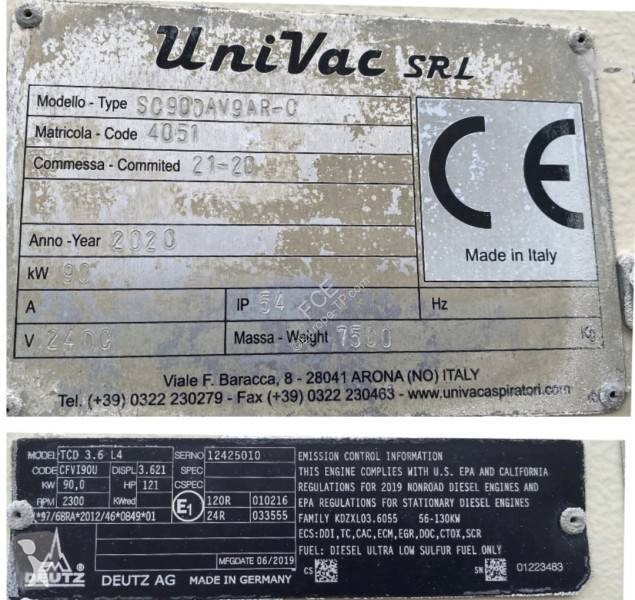 UniVac SRL
Modello - Type SC90DAV9AR-C
Matricola - Code 4051
Commessa - Commited 21-20
Anno -Year 2020
kW 90
A IP 54 Hz
V 24DC Massa - Weight 7500 Kg
CE
Made in Italy
Viale F. Baracca, 8 - 28041 ARONA (NO) ITALY
Tel. (+39) 0322 230279 - Fax (+39) 0322 230463 - www.univacaspiratori.com
FCE
MODEL TCD 3.6 L4 SERNO 12425010
CODE CFVI90U DISPL 3.621 SPEC
KW 90,0 HP 121 CSPEC
RPM 2300 KWred
*97/68RA*2012/46*0849*01
E1 120R 010216
24R 033555
MFGDATE 06/2019
DEUTZ DEUTZ AG MADE IN GERMANY
EMISSION CONTROL INFORMATION
THIS ENGINE COMPLIES WITH U.S. EPA AND CALIFORNIA
REGULATIONS FOR 2019 NONROAD DIESEL ENGINES AND
EPA REGULATIONS FOR STATIONARY DIESEL ENGINES
FAMILY KDZXL03.6055 56-130KW
ECS:DDI,TC,CAC,ECM,EGR,DOC,CTOX,SCR
FUEL: DIESEL ULTRA LOW SULFUR FUEL ONLY
CS SN 01223483